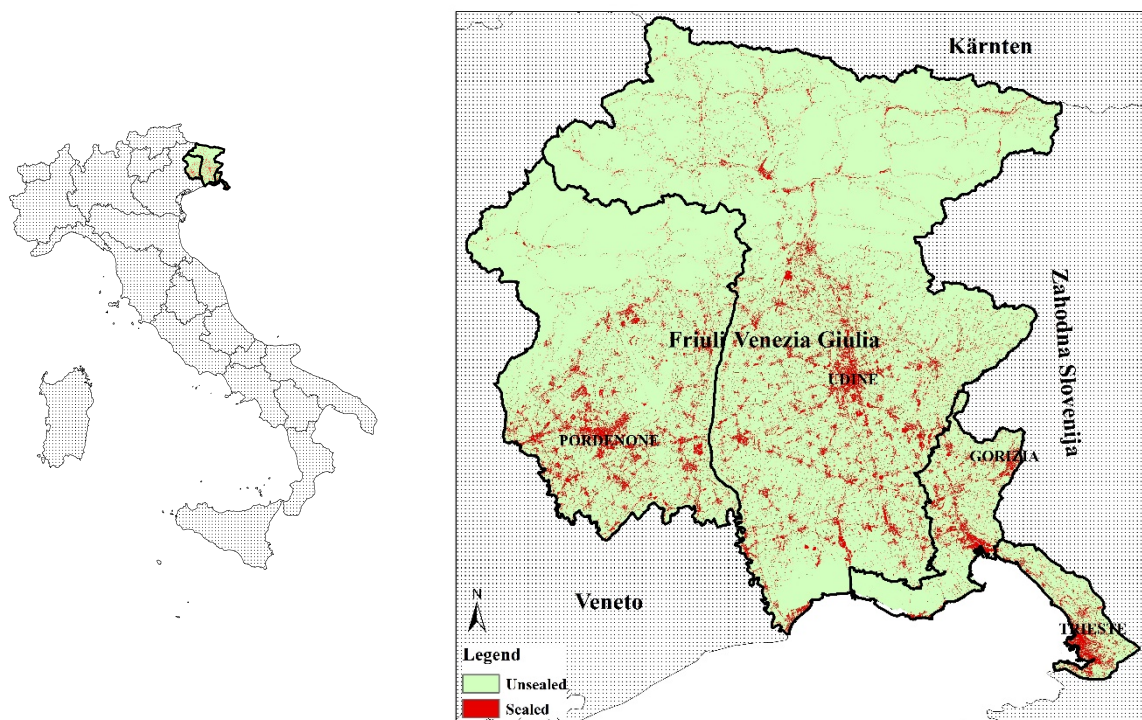 Kärnten
Zahodna Slovenija
Friuli Venezia Giulia
UDINE
PORDENONE
GORIZIA
Veneto
N
TRIESTE
Legend
Unsealed
Sealed